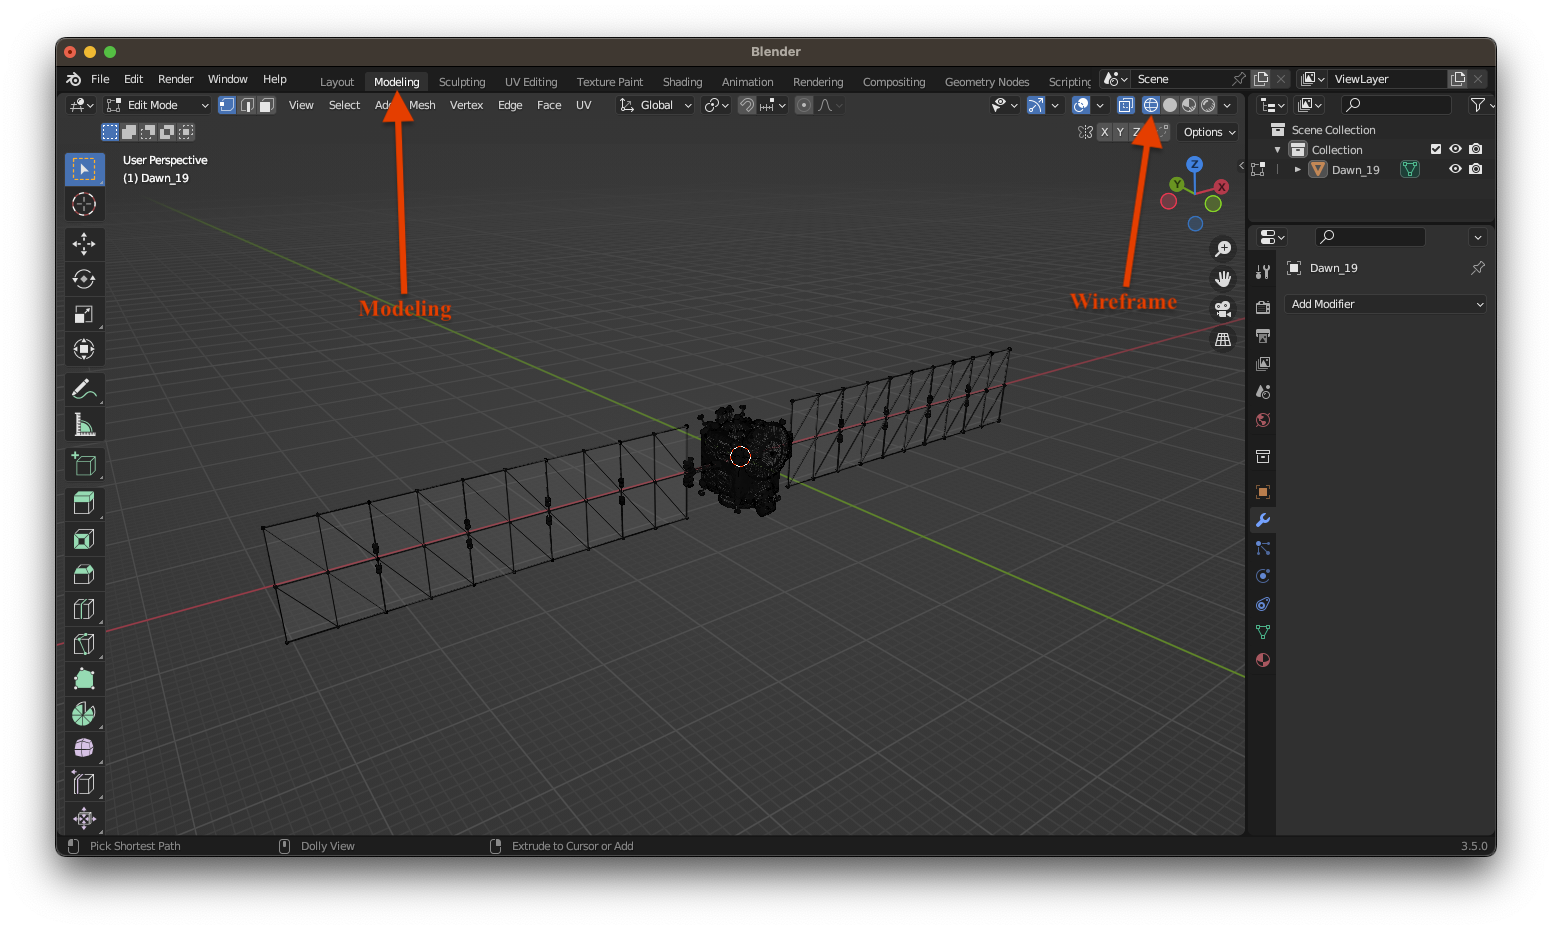 Blender
File Edit Render Window Help Layout Modeling Sculpting UV Editing Texture Paint Shading Animation Rendering Compositing Geometry Nodes Scripting Scene ViewLayer
Edit Mode View Select Add Mesh Vertex Edge Face UV Global
X Y Z Options
Scene Collection
Collection
Dawn_19
User Perspective
(1) Dawn_19
Z
Y
X
Dawn_19
Add Modifier
Modeling
Wireframe
Pick Shortest Path Dolly View Extrude to Cursor or Add 3.5.0